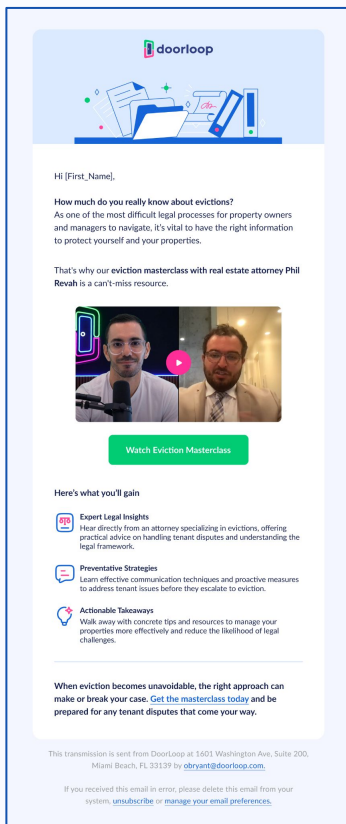 doorloop
Hi [First_Name],
How much do you really know about evictions?
As one of the most difficult legal processes for property owners
and managers to navigate, it's vital to have the right information
to protect yourself and your properties.
That's why our eviction masterclass with real estate attorney Phil
Revah is a can't-miss resource.
Watch Eviction Masterclass
Here's what you'll gain
Expert Legal Insights
Hear directly from an attorney specializing in evictions, offering
practical advice on handling tenant disputes and understanding the
legal framework.
Preventative Strategies
Learn effective communication techniques and proactive measures
to address tenant issues before they escalate to eviction.
Actionable Takeaways
Walk away with concrete tips and resources to manage your
properties more effectively and reduce the likelihood of legal
challenges.
When eviction becomes unavoidable, the right approach can
make or break your case. Get the masterclass today and be
prepared for any tenant disputes that come your way.
This transmission is sent from DoorLoop at 1601 Washington Ave, Suite 200,
Miami Beach, FL 33139 by obryant@doorloop.com.
If you received this email in error, please delete this email from your
system, unsubscribe or manage your email preferences.